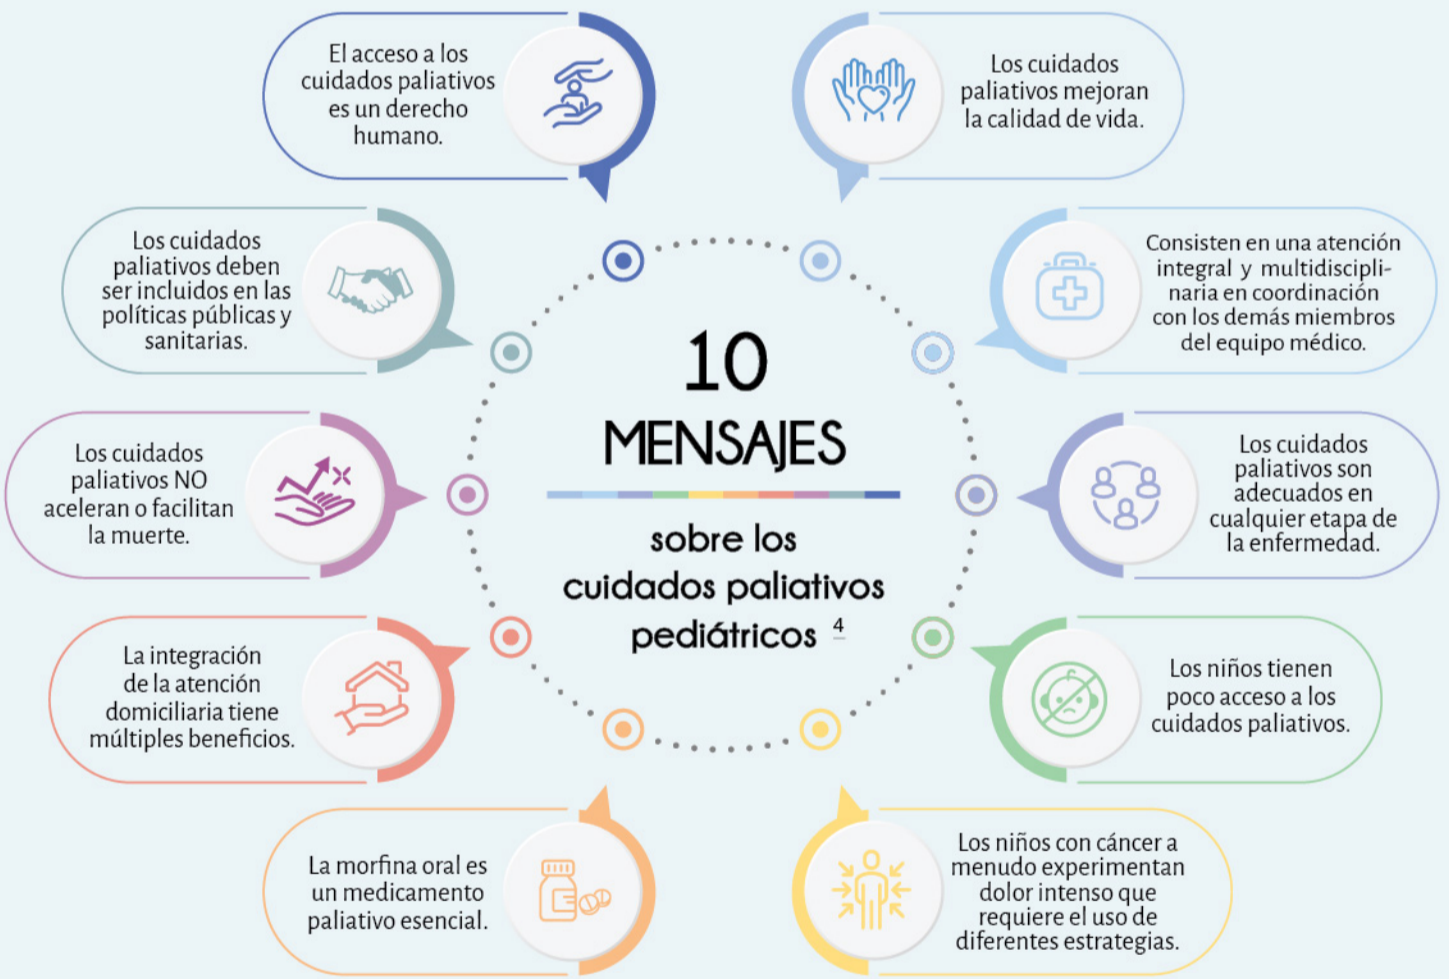 10
MENSAJES
sobre los
cuidados paliativos
pediátricos 4
Los cuidados
paliativos mejoran
la calidad de vida.
Consisten en una atención
integral y multidiscipli-
naria en coordinación
con los demás miembros
del equipo médico.
Los cuidados
paliativos son
adecuados en
cualquier etapa de
la enfermedad.
Los niños tienen
poco acceso a los
cuidados paliativos.
Los niños con cáncer a
menudo experimentan
dolor intenso que
requiere el uso de
diferentes estrategias.
La morfina oral es
un medicamento
paliativo esencial.
La integración
de la atención
domiciliaria tiene
múltiples beneficios.
Los cuidados
paliativos NO
aceleran o facilitan
la muerte.
Los cuidados
paliativos deben
ser incluidos en las
políticas públicas y
sanitarias.
El acceso a los
cuidados paliativos
es un derecho
humano.